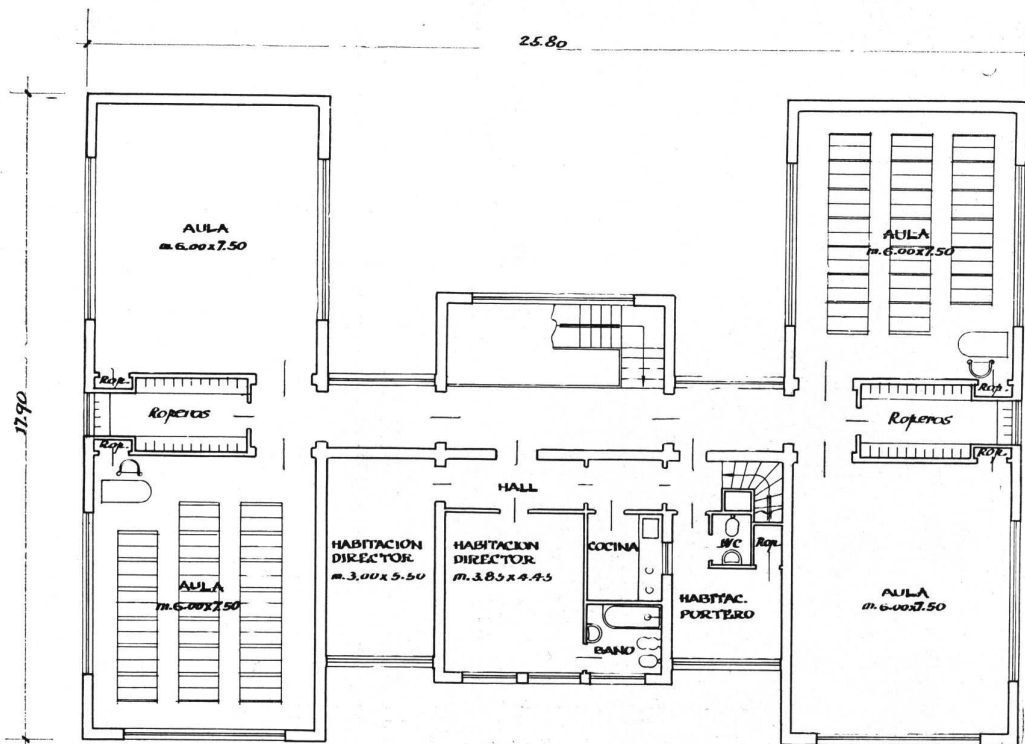 25.80
17.90
AULA
m.6.00x7.50
AULA
m.6.00x7.50
Rop.
Roperos
Rop.
Rop.
Roperos
Rop.
HALL
HABITACION
DIRECTOR
m.3,00x5.50
HABITACION
DIRECTOR
m.3.85x4.45
COCINA
WC
Rop.
HABITAC.
PORTERO
BANO
AULA
m.6.00x7.50
AULA
m.6.00x7.50